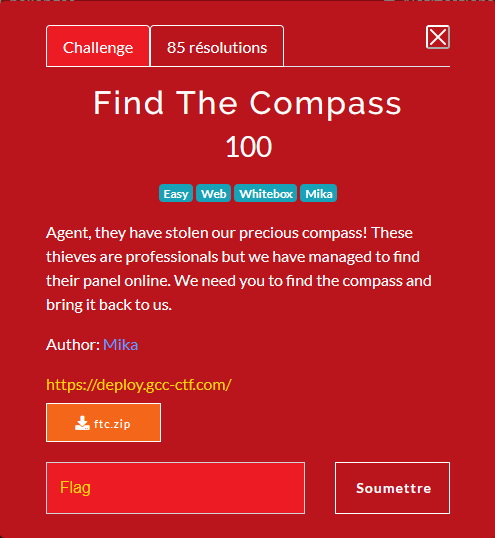 Challenge
85 résolutions
Find The Compass
100
Easy Web Whitebox Mika
Agent, they have stolen our precious compass! These
thieves are professionals but we have managed to find
their panel online. We need you to find the compass and
bring it back to us.
Author: Mika
https://deploy.gcc-ctf.com/
ftc.zip
Flag
Soumettre